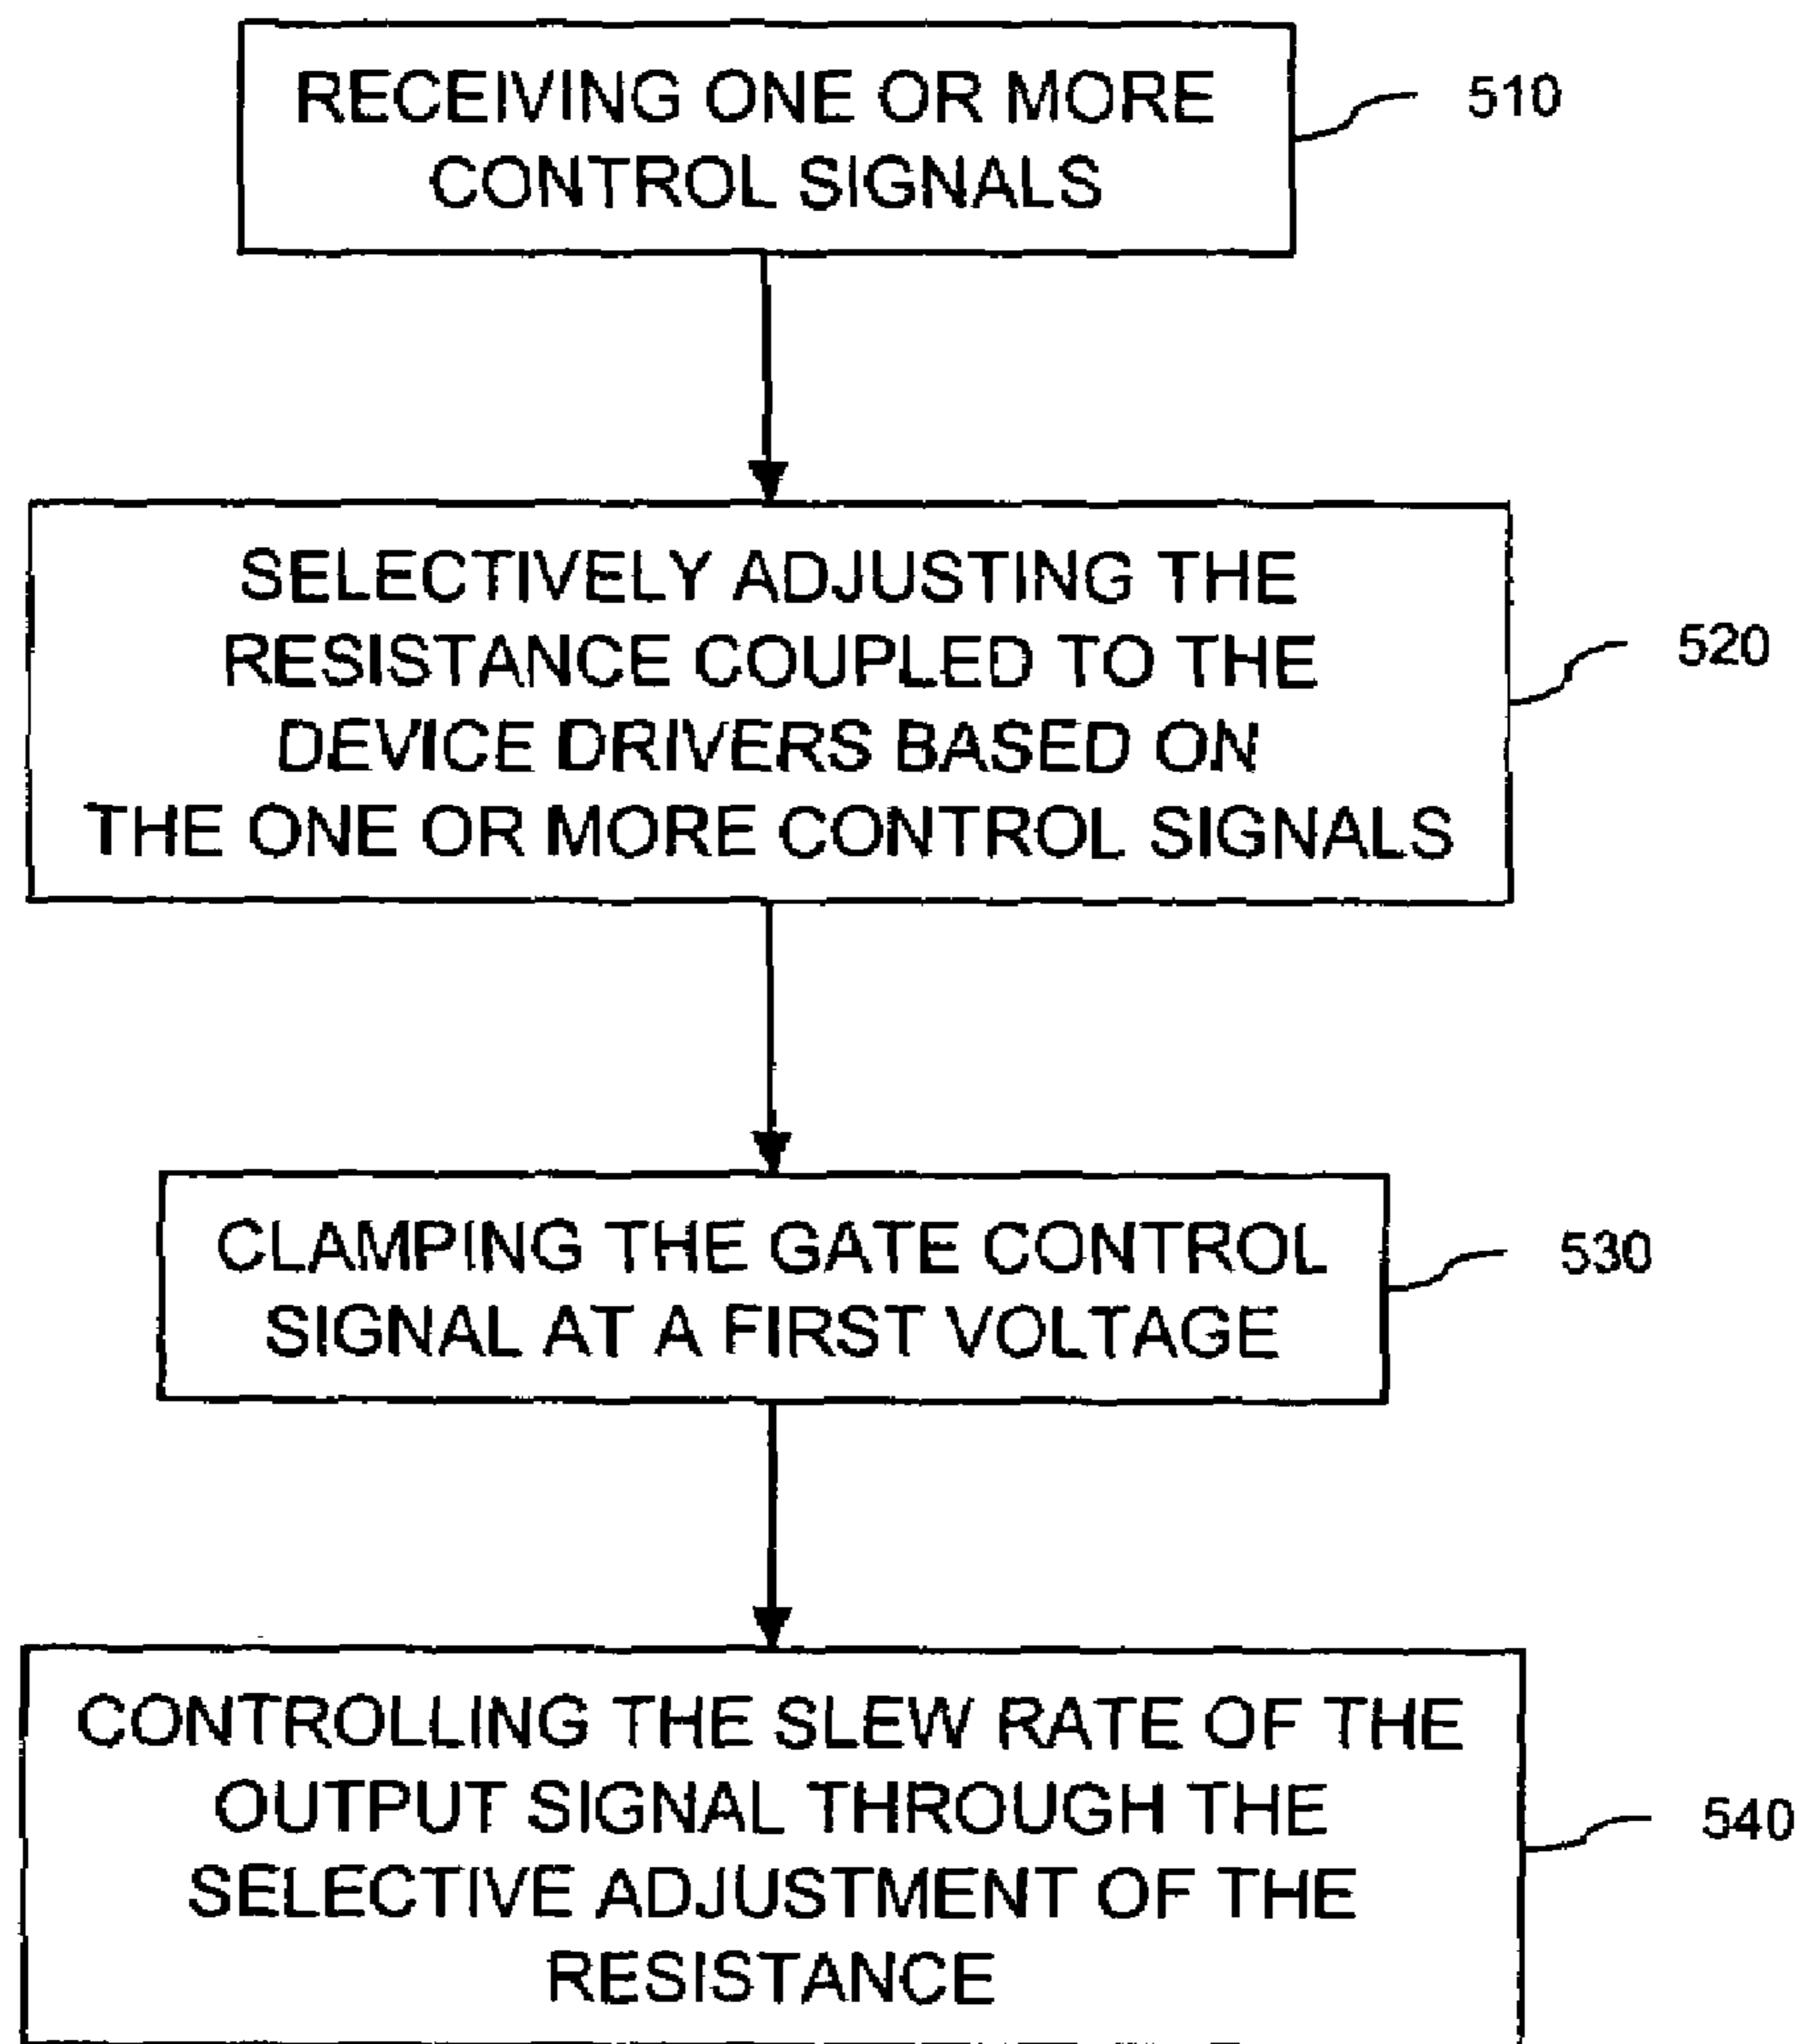 RECEIVING ONE OR MORE
CONTROL SIGNALS
510
SELECTIVELY ADJUSTING THE
RESISTANCE COUPLED TO THE
DEVICE DRIVERS BASED ON
THE ONE OR MORE CONTROL SIGNALS
520
CLAMPING THE GATE CONTROL
SIGNAL AT A FIRST VOLTAGE
530
CONTROLLING THE SLEW RATE OF THE
OUTPUT SIGNAL THROUGH THE
SELECTIVE ADJUSTMENT OF THE
RESISTANCE
540